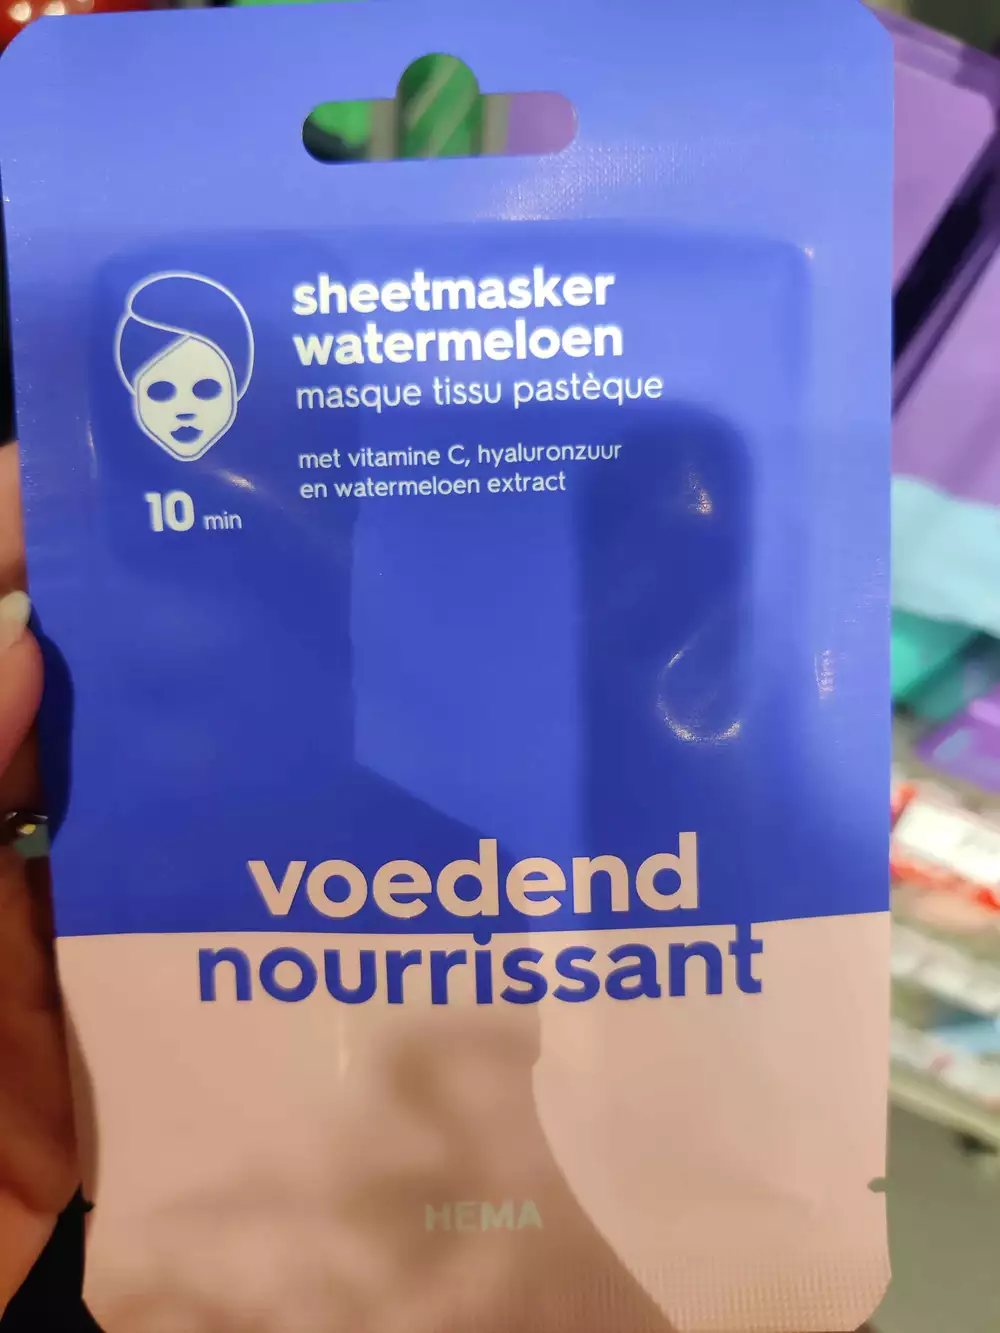 sheetmasker
watermeloen
masque tissu pastèque
met vitamine C, hyaluronzuur
en watermeloen extract
10 min
voedend
nourrissant
HEMA